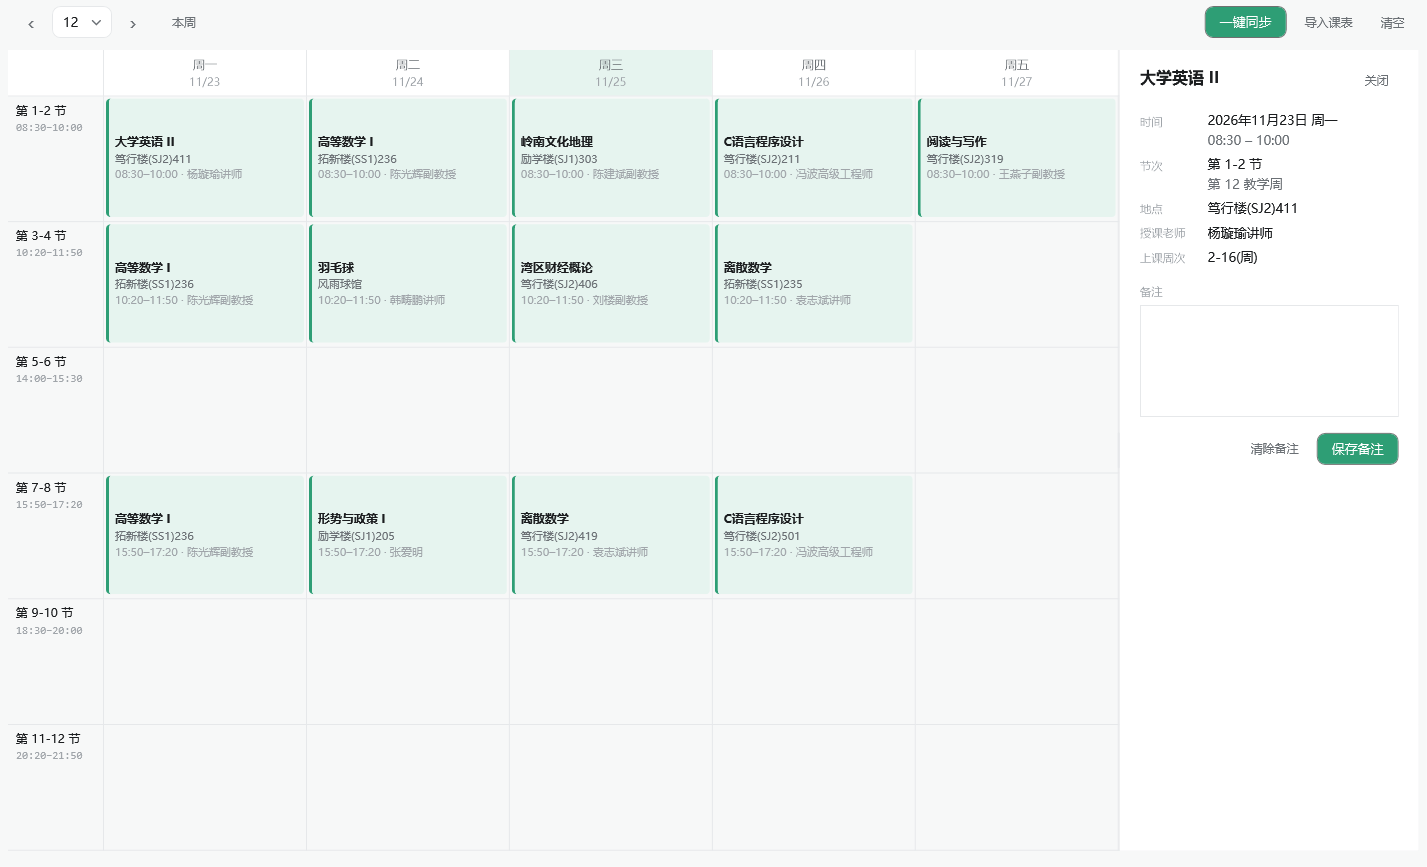 ‹ 12 › 本周 一键同步 导入课表 清空
周一 周二 周三 周四 周五
11/23 11/24 11/25 11/26 11/27
第 1-2 节
08:30–10:00
大学英语 II
笃行楼(SJ2)411
08:30–10:00 · 杨璇瑜讲师
高等数学 I
拓新楼(SS1)236
08:30–10:00 · 陈光辉副教授
岭南文化地理
励学楼(SJ1)303
08:30–10:00 · 陈建斌副教授
C语言程序设计
笃行楼(SJ2)211
08:30–10:00 · 冯波高级工程师
阅读与写作
笃行楼(SJ2)319
08:30–10:00 · 王燕子副教授
第 3-4 节
10:20–11:50
高等数学 I
拓新楼(SS1)236
10:20–11:50 · 陈光辉副教授
羽毛球
风雨球馆
10:20–11:50 · 韩畴鹏讲师
湾区财经概论
笃行楼(SJ2)406
10:20–11:50 · 刘楼副教授
离散数学
拓新楼(SS1)235
10:20–11:50 · 袁志斌讲师
第 5-6 节
14:00–15:30
第 7-8 节
15:50–17:20
高等数学 I
拓新楼(SS1)236
15:50–17:20 · 陈光辉副教授
形势与政策 I
励学楼(SJ1)205
15:50–17:20 · 张爱明
离散数学
笃行楼(SJ2)419
15:50–17:20 · 袁志斌讲师
C语言程序设计
笃行楼(SJ2)501
15:50–17:20 · 冯波高级工程师
第 9-10 节
18:30–20:00
第 11-12 节
20:20–21:50
大学英语 II 关闭
时间 2026年11月23日 周一
08:30 – 10:00
节次 第 1-2 节
第 12 教学周
地点 笃行楼(SJ2)411
授课老师 杨璇瑜讲师
上课周次 2-16(周)
备注
清除备注 保存备注